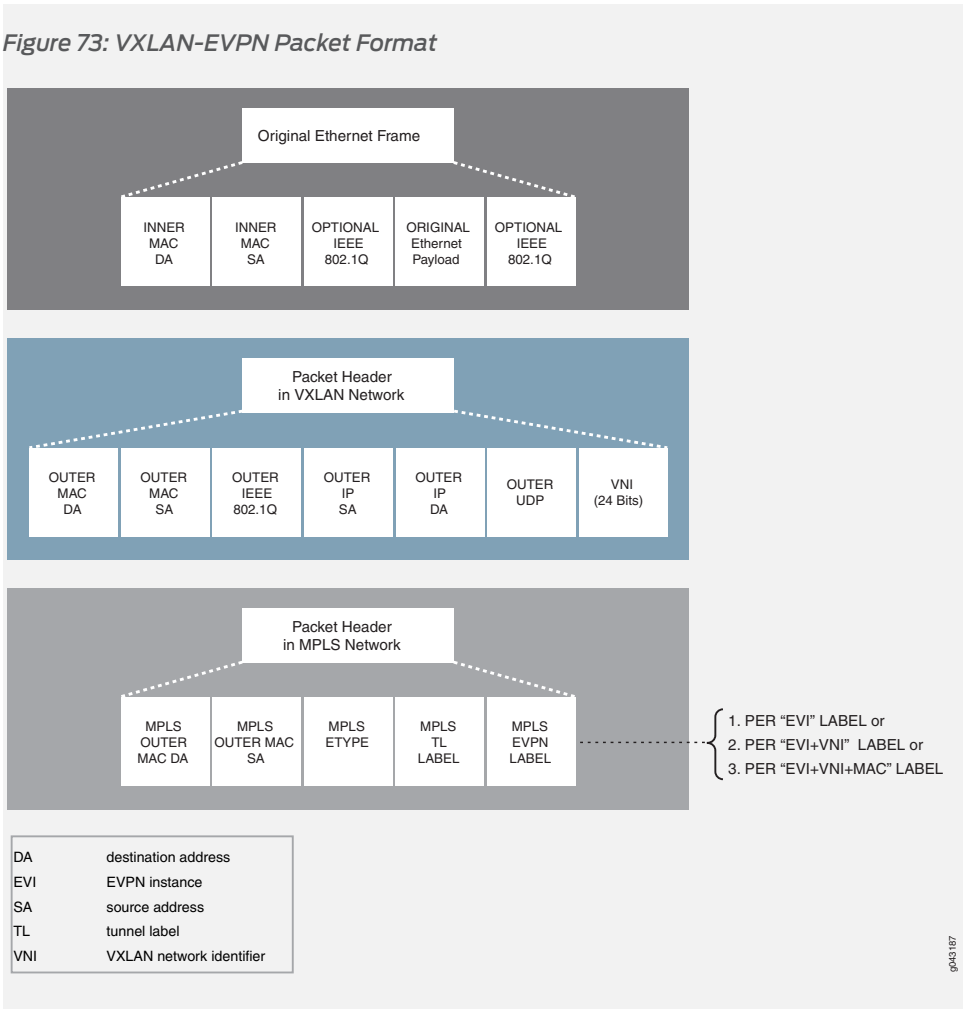 Figure 73: VXLAN-EVPN Packet Format
Original Ethernet Frame
INNER
MAC
DA
INNER
MAC
SA
OPTIONAL
IEEE
802.1Q
ORIGINAL
Ethernet
Payload
OPTIONAL
IEEE
802.1Q
Packet Header
in VXLAN Network
OUTER
MAC
DA
OUTER
MAC
SA
OUTER
IEEE
802.1Q
OUTER
IP
SA
OUTER
IP
DA
OUTER
UDP
VNI
(24 Bits)
Packet Header
in MPLS Network
MPLS
OUTER
MAC DA
MPLS
OUTER MAC
SA
MPLS
ETYPE
MPLS
TL
LABEL
MPLS
EVPN
LABEL
1. PER “EVI” LABEL or
2. PER “EVI+VNI” LABEL or
3. PER “EVI+VNI+MAC” LABEL
DA destination address
EVI EVPN instance
SA source address
TL tunnel label
VNI VXLAN network identifier
g043187